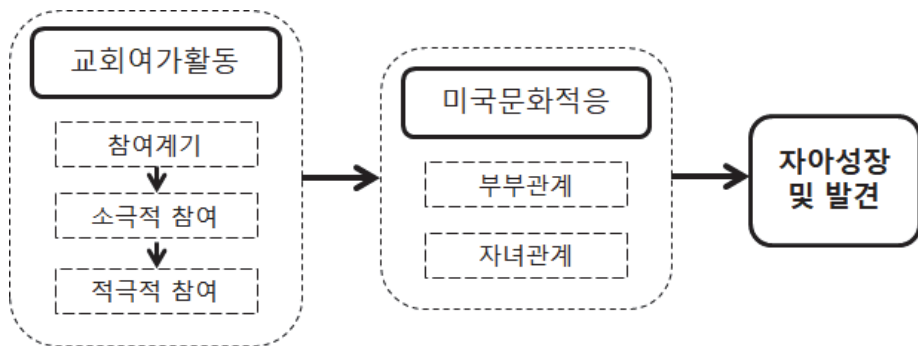 교회여가활동
참여계기
소극적 참여
적극적 참여
미국문화적응
부부관계
자녀관계
자아성장
및 발견